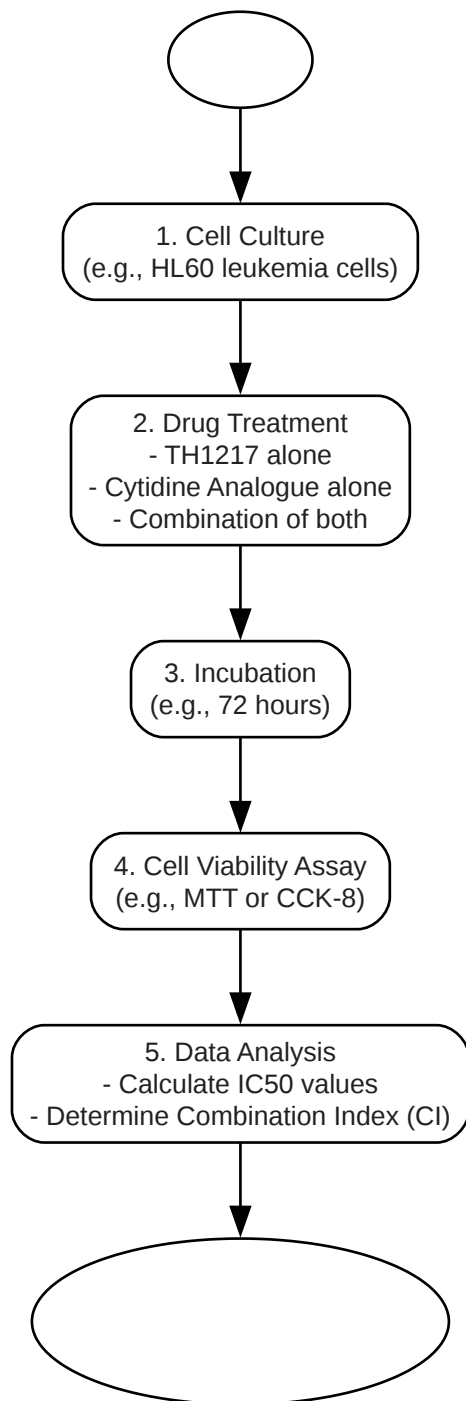 1. Cell Culture
(e.g., HL60 leukemia cells)
2. Drug Treatment
- TH1217 alone
- Cytidine Analogue alone
- Combination of both
3. Incubation
(e.g., 72 hours)
4. Cell Viability Assay
(e.g., MTT or CCK-8)
5. Data Analysis
- Calculate IC50 values
- Determine Combination Index (CI)